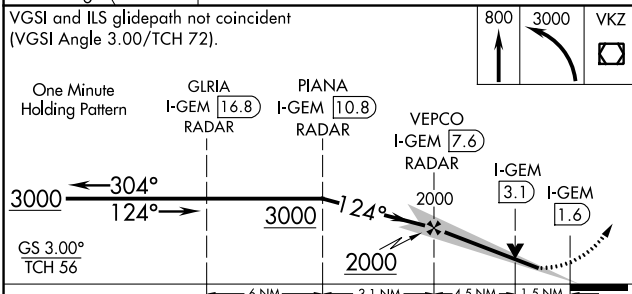 VGSI and ILS glidepath not coincident
(VGSI Angle 3.00/TCH 72).
800
3000
VKZ
One Minute
Holding Pattern
GLRIA
I-GEM 16.8
RADAR
PIANA
I-GEM 10.8
RADAR
VEPCO
I-GEM 7.6
RADAR
I-GEM
3.1
I-GEM
1.6
304°
3000
124°
3000
124°
2000
2000
GS 3.00°
TCH 56
6 NM
3.1 NM
4.5 NM
1.5 NM